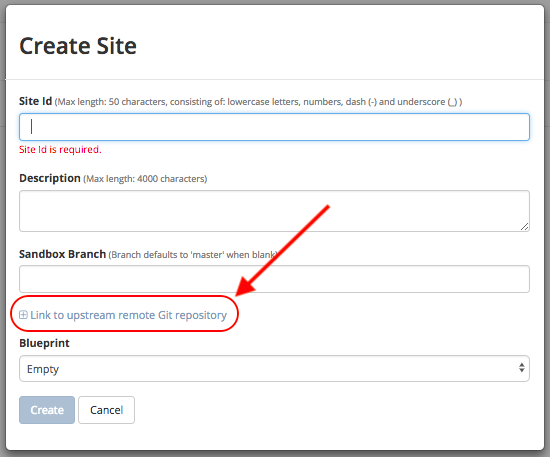 Create Site
Site Id (Max length: 50 characters, consisting of: lowercase letters, numbers, dash (-) and underscore (_) )
Site Id is required.
Description (Max length: 4000 characters)
Sandbox Branch (Branch defaults to 'master' when blank)
Link to upstream remote Git repository
Blueprint
Empty
Create Cancel